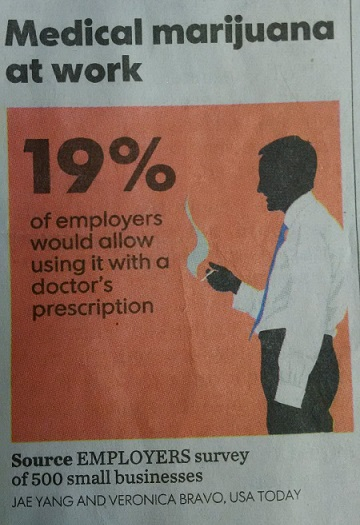 Medical marijuana
at work
19%
of employers
would allow
using it with a
doctor's
prescription
Source EMPLOYERS survey
of 500 small businesses
JAE YANG AND VERONICA BRAVO, USA TODAY